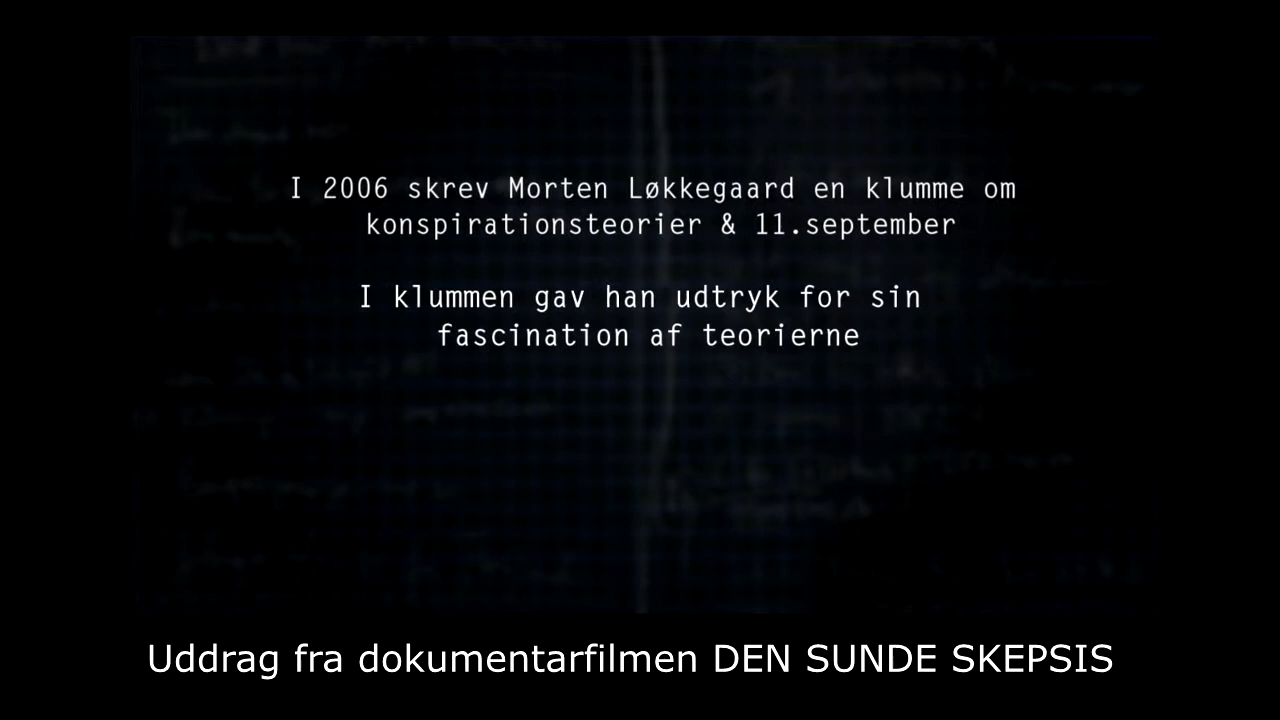 I 2006 skrev Morten Løkkegaard en klumme om
konspirationsteorier & 11.september
I klummen gav han udtryk for sin
fascination af teorierne
Uddrag fra dokumentarfilmen DEN SUNDE SKEPSIS